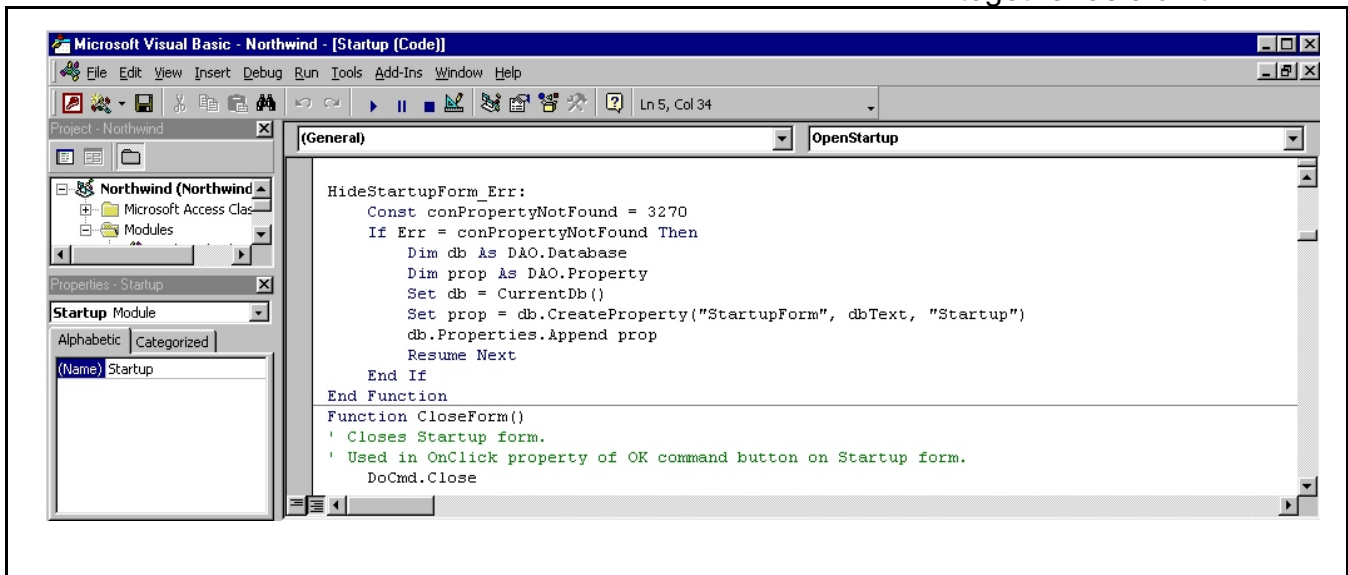 Microsoft Visual Basic - Northwind - [Startup (Code)]
File Edit View Insert Debug Run Tools Add-Ins Window Help
Ln 5, Col 34
Project - Northwind
(General)
OpenStartup
Northwind (Northwind
Microsoft Access Clas
Modules
Properties - Startup
Startup Module
Alphabetic Categorized
(Name) Startup
HideStartupForm_Err:
Const conPropertyNotFound = 3270
If Err = conPropertyNotFound Then
Dim db As DAO.Database
Dim prop As DAO.Property
Set db = CurrentDb()
Set prop = db.CreateProperty("StartupForm", dbText, "Startup")
db.Properties.Append prop
Resume Next
End If
End Function
Function CloseForm()
' Closes Startup form.
' Used in OnClick property of OK command button on Startup form.
DoCmd.Close